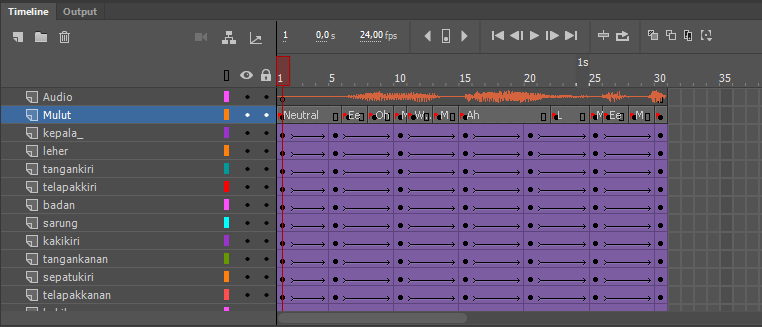 Timeline Output
1 0,0s 24,00 fps
1s
1 5 10 15 20 25 30 35
Audio
Mulut Neutral Ee Oh M W M Ah L M Ee M
kepala_
leher
tangankiri
telapakkiri
badan
sarung
kakikiri
tangankanan
sepatukiri
telapakkanan